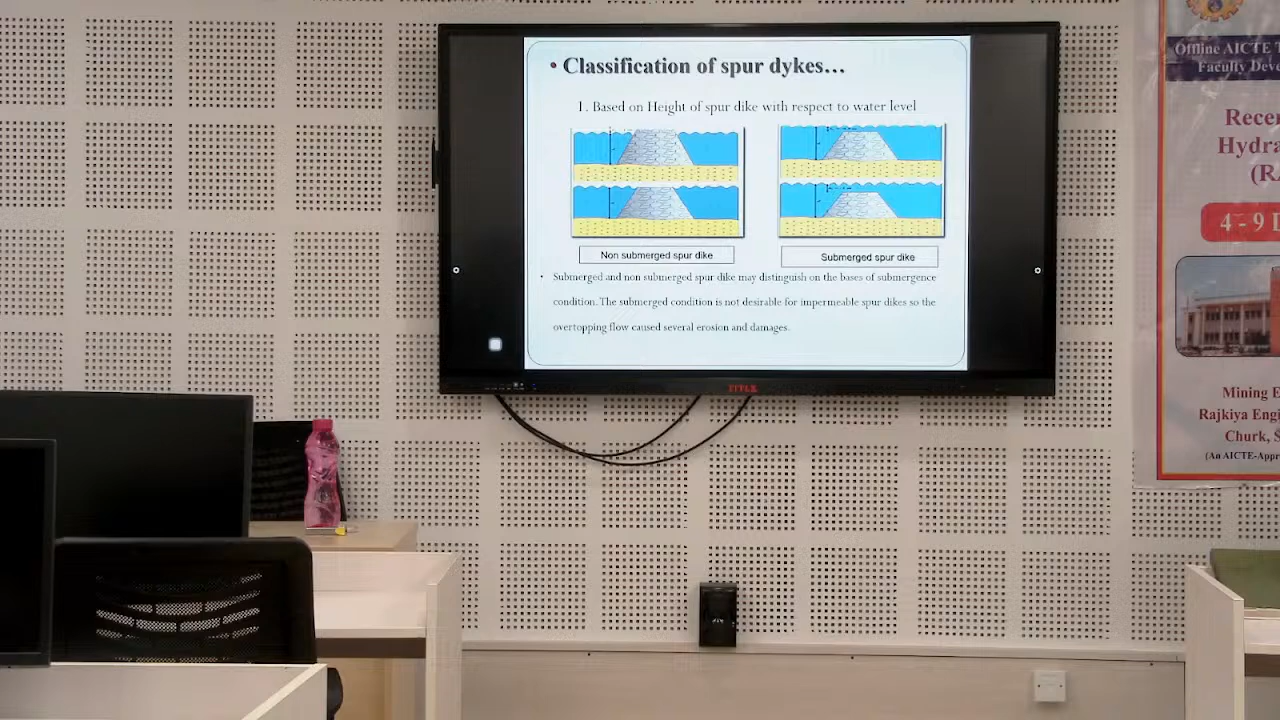 • Classification of spur dykes…
1. Based on Height of spur dike with respect to water level
Non submerged spur dike
Submerged spur dike
• Submerged and non submerged spur dike may distinguish on the bases of submergence
condition. The submerged condition is not desirable for impermeable spur dikes so the
overtopping flow caused several erosion and damages.
Offline AICTE T
Faculty Deve
Recen
Hydra
(RA
4 - 9 D
Mining E
Rajkiya Engi
Churk, S
(An AICTE-Appr